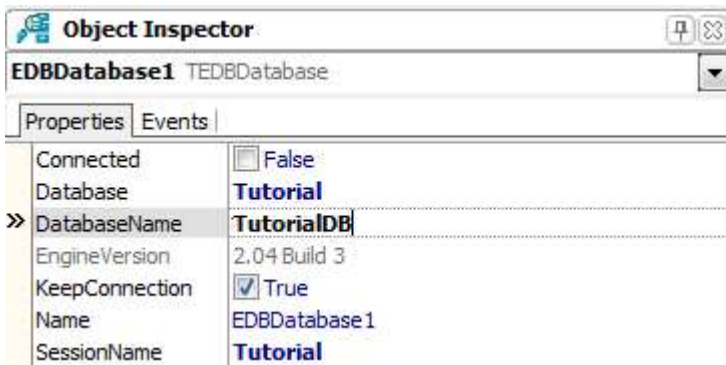 Object Inspector
EDBDatabase1 TEDBDatabase
Properties Events
Connected False
Database Tutorial
DatabaseName TutorialDB
EngineVersion 2.04 Build 3
KeepConnection True
Name EDBDatabase1
SessionName Tutorial